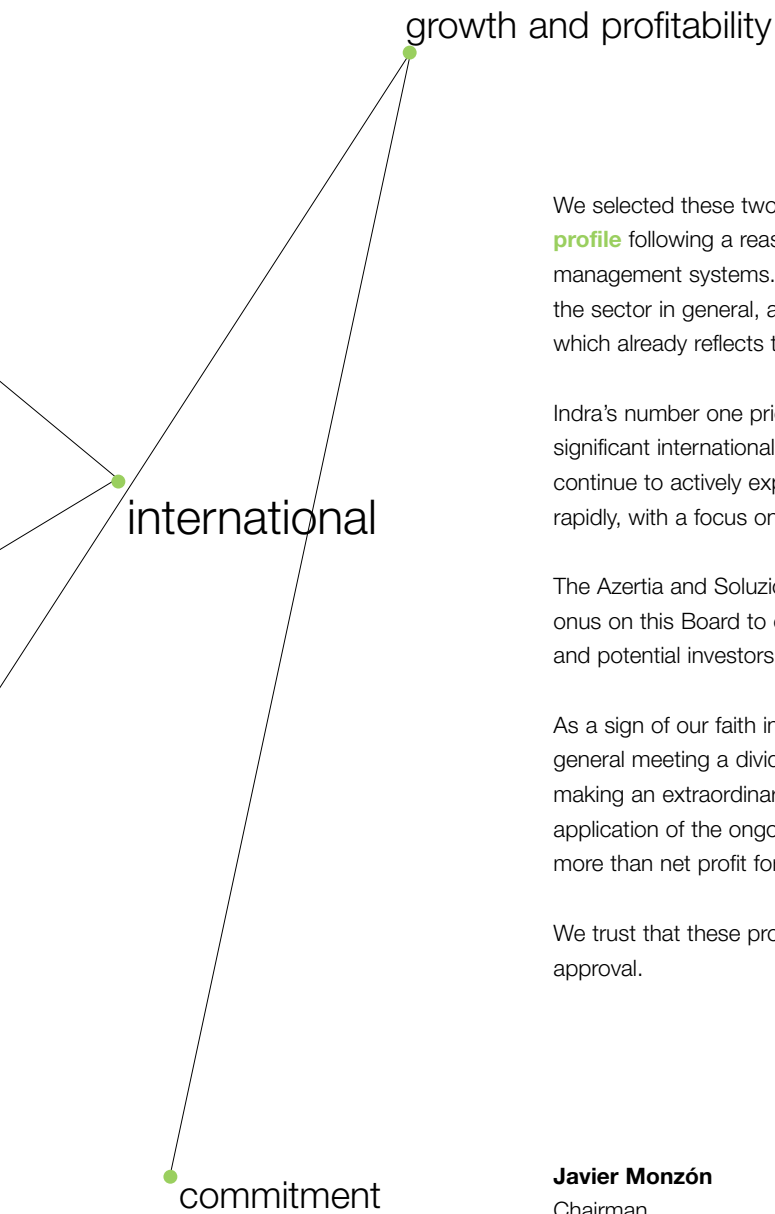 growth and profitability
We selected these two
profile following a reas
management systems.
the sector in general, a
which already reflects t
Indra's number one pri
significant international
continue to actively exp
rapidly, with a focus on
international
The Azertia and Soluzio
onus on this Board to
and potential investors
As a sign of our faith in
general meeting a divid
making an extraordinar
application of the ongo
more than net profit for
We trust that these pro
approval.
commitment
Javier Monzón
Chairman